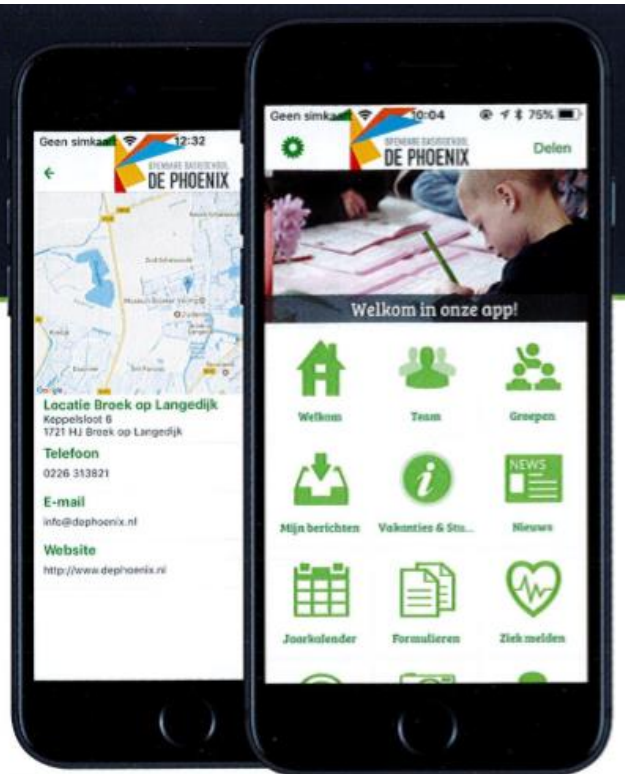 Geen simkaart 12:32
OPENBARE BASISSCHOOL
DE PHOENIX
Google
Locatie Broek op Langedijk
Keppelsloot 6
1721 HJ Broek op Langedijk
Telefoon
0226 313821
E-mail
info@dephoenix.nl
Website
http://www.dephoenix.nl
Geen simkaart 10:04 75%
OPENBARE BASISSCHOOL
DE PHOENIX
Delen
Welkom in onze app!
Welkom Team Groepen
NEWS
Mijn berichten Vakanties & Stu... Nieuws
Jaarkalender Formulieren Ziek melden